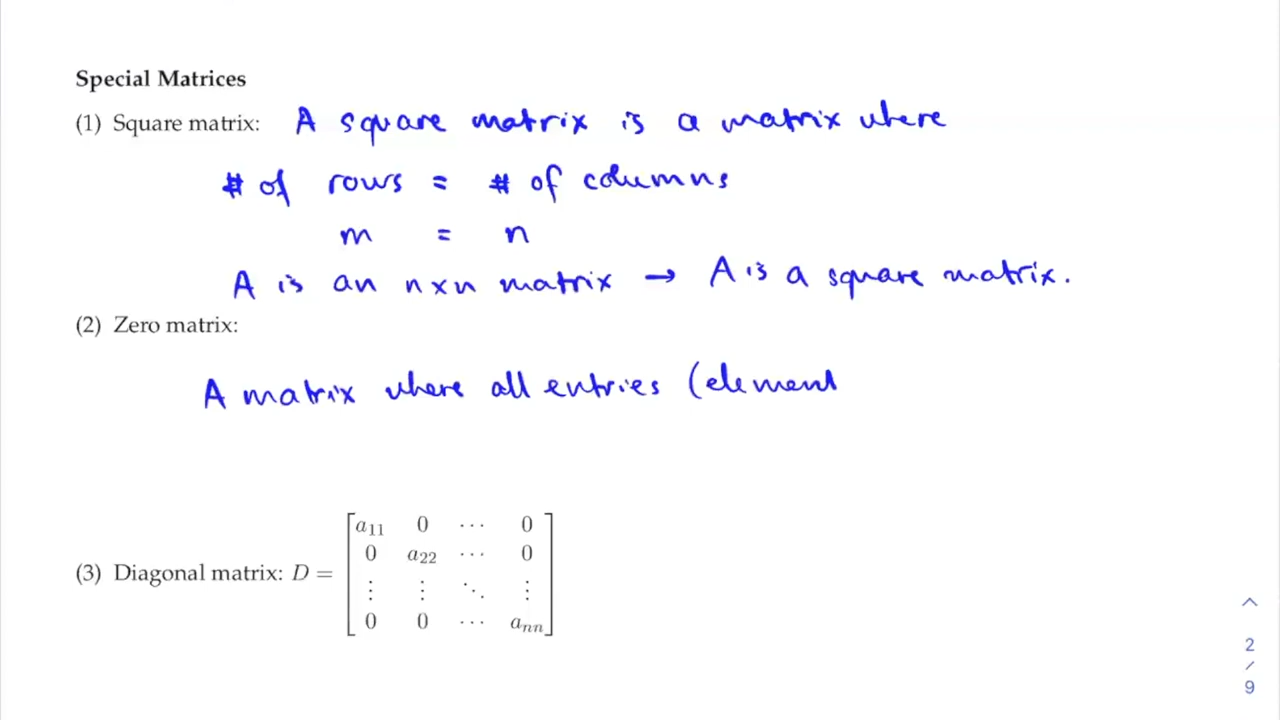 Special Matrices
(1) Square matrix: A square matrix is a matrix where
# of rows = # of columns
m = n
A is an n×n matrix → A is a square matrix.
(2) Zero matrix:
A matrix where all entries (element
(3) Diagonal matrix: D =
a₁₁ 0 ⋯ 0
0 a₂₂ ⋯ 0
⋮ ⋮ ⋱ ⋮
0 0 ⋯ aₙₙ
2
/
9